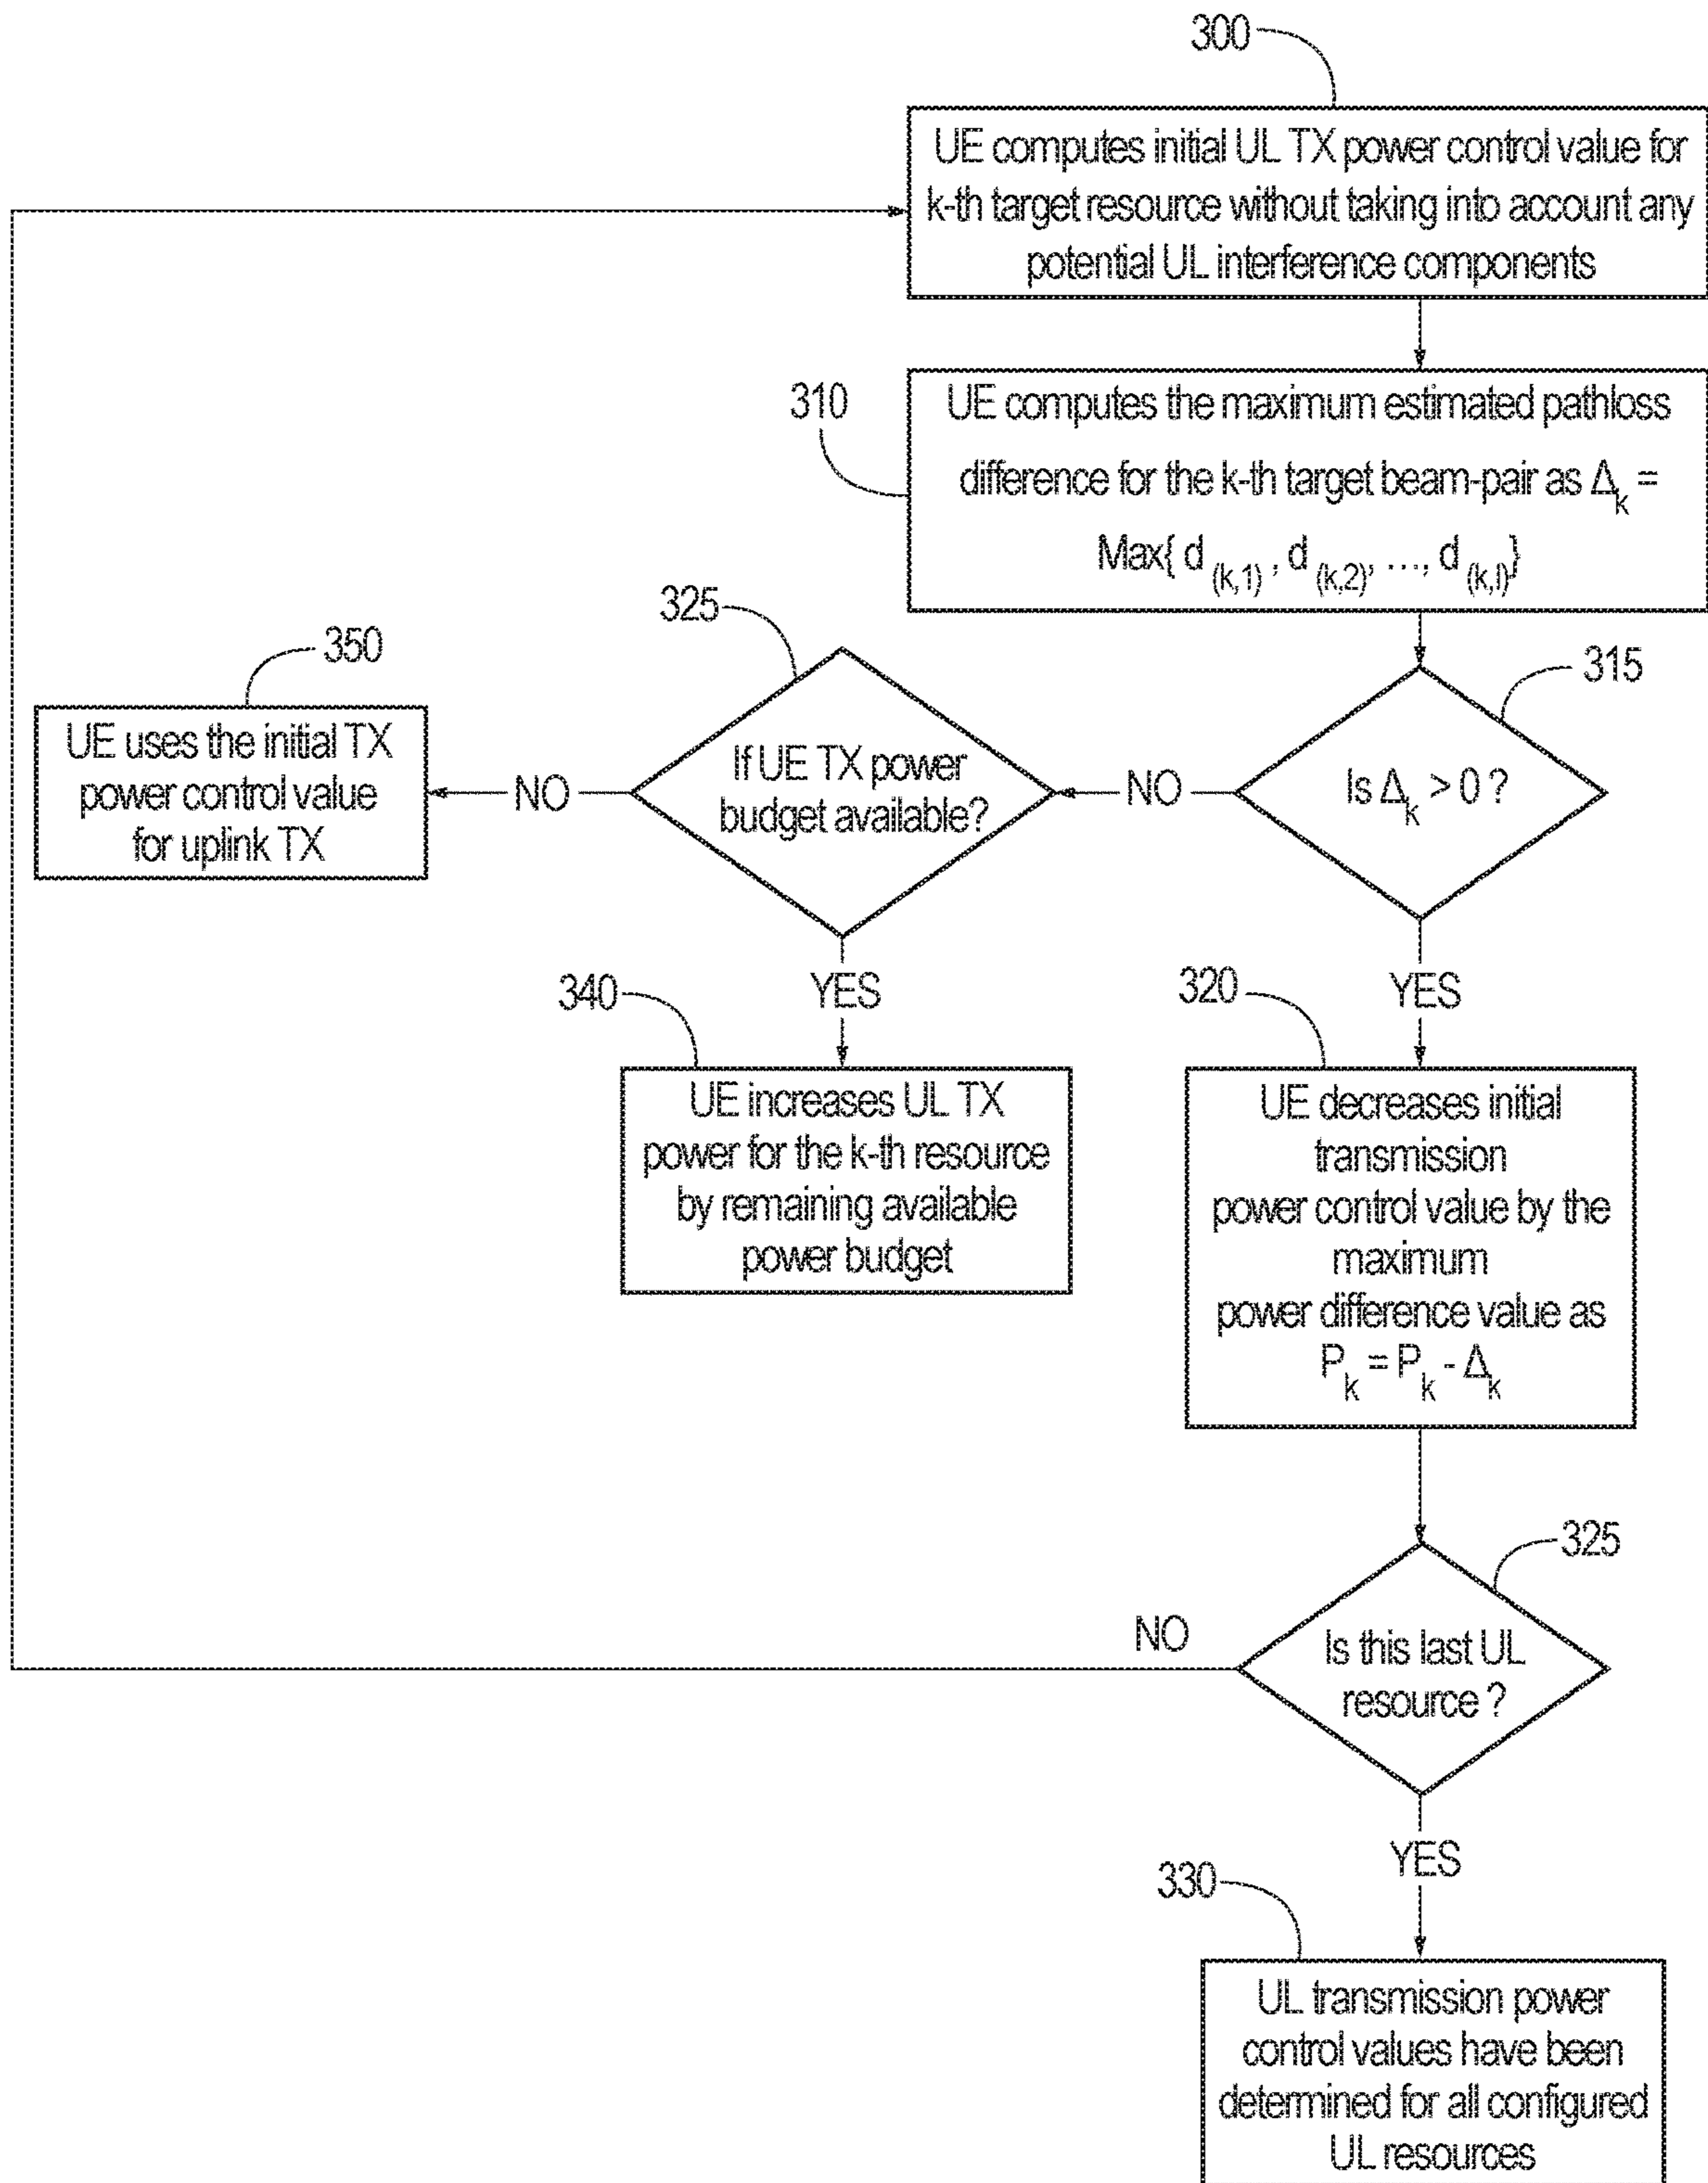 300
UE computes initial UL TX power control value for
k-th target resource without taking into account any
potential UL interference components
310
UE computes the maximum estimated pathloss
difference for the k-th target beam-pair as Δk =
Max{ d(k,1) , d(k,2), ..., d(k,I)}
325
350
315
UE uses the initial TX
power control value
for uplink TX
NO
If UE TX power
budget available?
NO
Is Δk > 0 ?
340
YES
320
YES
UE increases UL TX
power for the k-th resource
by remaining available
power budget
UE decreases initial
transmission
power control value by the
maximum
power difference value as
Pk = Pk - Δk
325
NO
Is this last UL
resource ?
YES
330
UL transmission power
control values have been
determined for all configured
UL resources